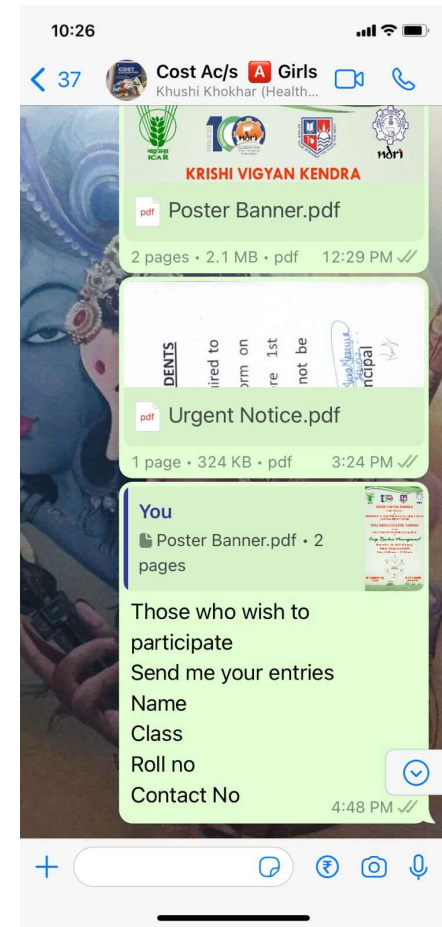 10:26
37
Cost Ac/s A Girls
Khushi Khokhar (Health...
ICAR
ndri
KRISHI VIGYAN KENDRA
pdf Poster Banner.pdf
2 pages • 2.1 MB • pdf 12:29 PM
DENTS
ired to
orm on
re 1st
not be
ncipal
pdf Urgent Notice.pdf
1 page • 324 KB • pdf 3:24 PM
You
Poster Banner.pdf • 2
pages
Those who wish to
participate
Send me your entries
Name
Class
Roll no
Contact No
4:48 PM